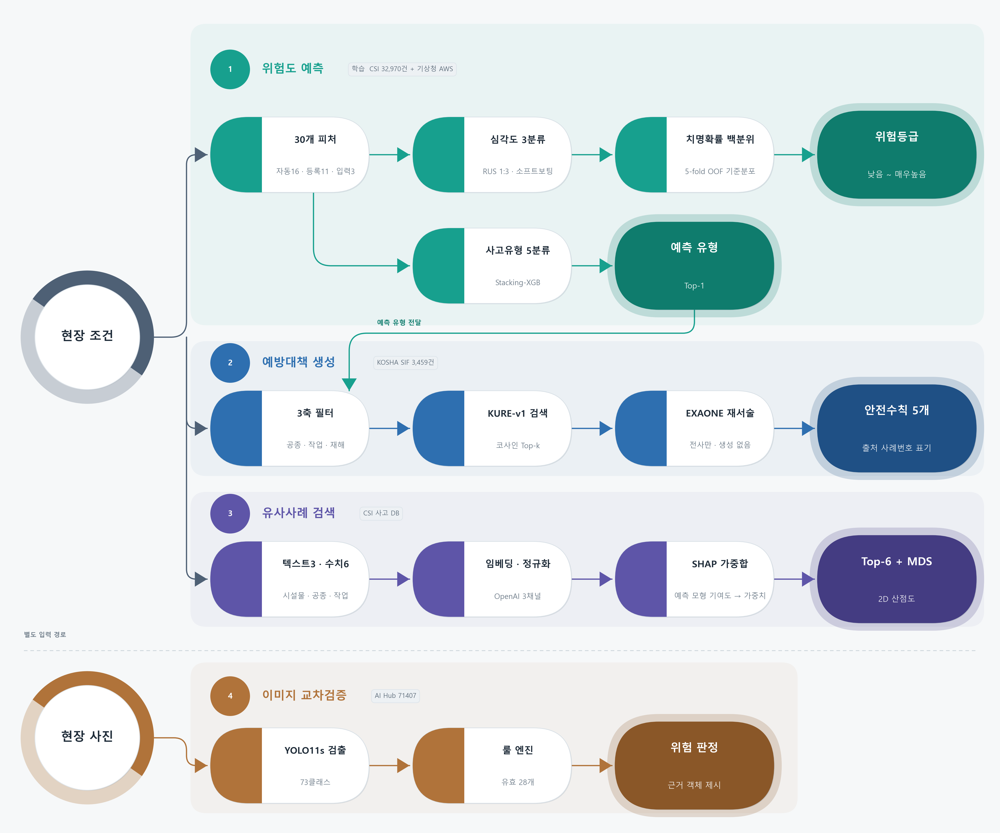 1
위험도 예측
학습 CSI 32,970건 + 기상청 AWS
30개 피처
자동16 · 등록11 · 입력3
심각도 3분류
RUS 1:3 · 소프트보팅
치명확률 백분위
5-fold OOF 기준분포
위험등급
낮음 ~ 매우높음
사고유형 5분류
Stacking-XGB
예측 유형
Top-1
예측 유형 전달
현장 조건
2
예방대책 생성
KOSHA SIF 3,459건
3축 필터
공종 · 작업 · 재해
KURE-v1 검색
코사인 Top-k
EXAONE 재서술
전사만 · 생성 없음
안전수칙 5개
출처 사례번호 표기
3
유사사례 검색
CSI 사고 DB
텍스트3 · 수치6
시설물 · 공종 · 작업
임베딩 · 정규화
OpenAI 3채널
SHAP 가중합
예측 모형 기여도 → 가중치
Top-6 + MDS
2D 산점도
별도 입력 경로
현장 사진
4
이미지 교차검증
AI Hub 71407
YOLO11s 검출
73클래스
룰 엔진
유효 28개
위험 판정
근거 객체 제시